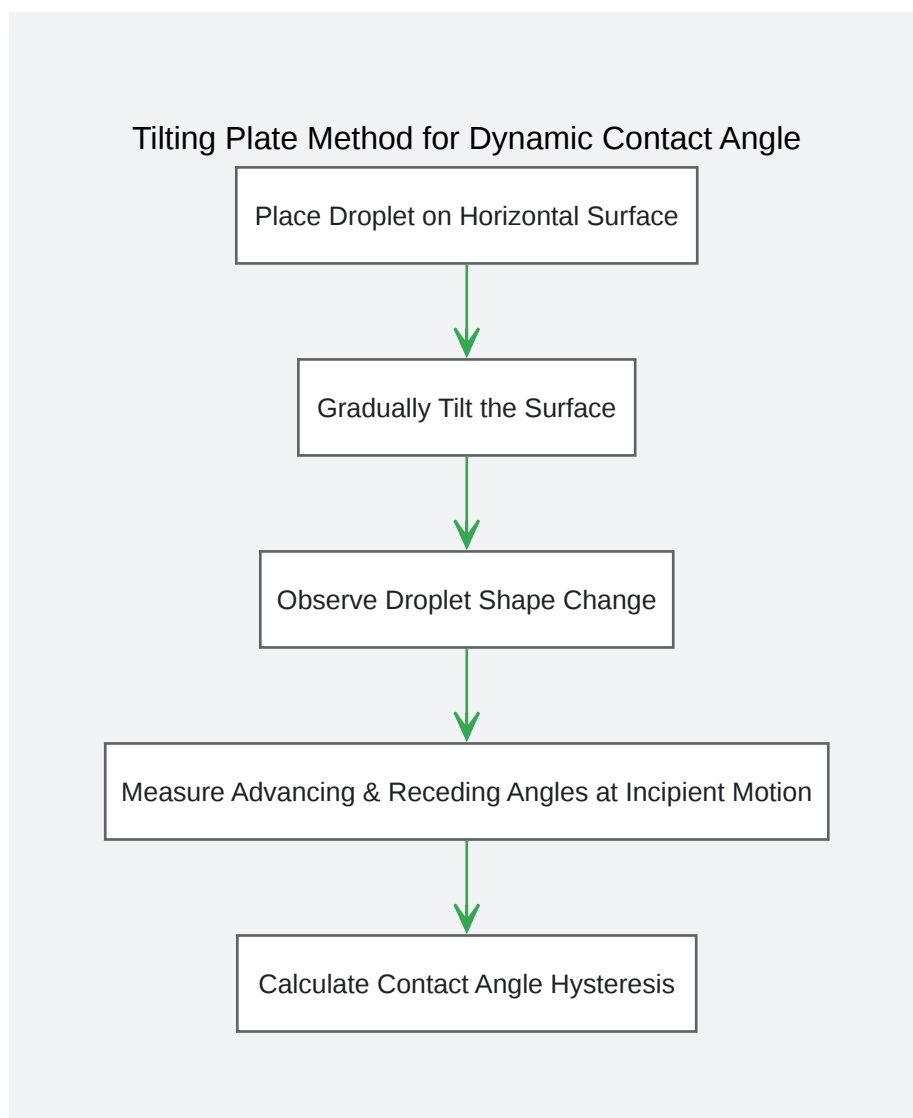 Tilting Plate Method for Dynamic Contact Angle
Place Droplet on Horizontal Surface
Gradually Tilt the Surface
Observe Droplet Shape Change
Measure Advancing & Receding Angles at Incipient Motion
Calculate Contact Angle Hysteresis